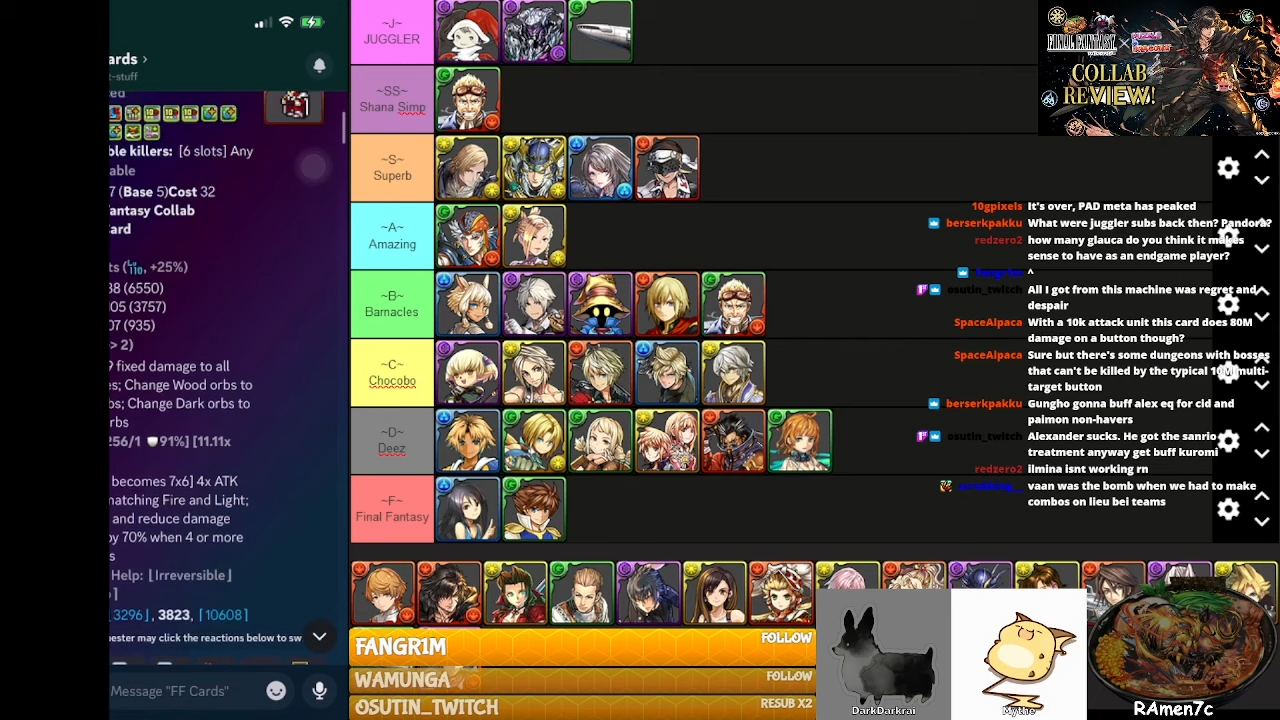 ards ›
t-stuff
ble killers: [6 slots] Any
able
7 (Base 5)Cost 32
antasy Collab
ard
ts (, +25%)
38 (6550)
05 (3757)
07 (935)
> 2)
9 fixed damage to all
es; Change Wood orbs to
bs; Change Dark orbs to
rbs
256/1 91%] [11.11x
becomes 7x6] 4x ATK
matching Fire and Light;
and reduce damage
by 70% when 4 or more
s
Help: [Irreversible]
3296], 3823, [10608]
uester may click the reactions below to sw
Message "FF Cards"
~J~
JUGGLER
~SS~
Shana Simp
~S~
Superb
~A~
Amazing
~B~
Barnacles
~C~
Chocobo
~D~
Deez
~F~
Final Fantasy
FINAL FANTASY
COLLAB
REVIEW!
10gpixels It's over, PAD meta has peaked
berserkpakku What were juggler subs back then? Pandora?
redzero2 how many glauca do you think it makes
sense to have as an endgame player?
fangr1m ^
osutin_twitch All I got from this machine was regret and
despair
SpaceAlpaca With a 10k attack unit this card does 80M
damage on a button though?
SpaceAlpaca Sure but there's some dungeons with bosses
that can't be killed by the typical 10M multi-
target button
berserkpakku Gungho gonna buff alex eq for cid and
paimon non-havers
osutin_twitch Alexander sucks. He got the sanrio
treatment anyway get buff kuromi
redzero2 ilmina isnt working rn
vaan was the bomb when we had to make
combos on lieu bei teams
FANGR1M FOLLOW
WAMUNGA FOLLOW
OSUTIN_TWITCH RESUB X2
DarkDarkrai
Mythe
RAmen7c